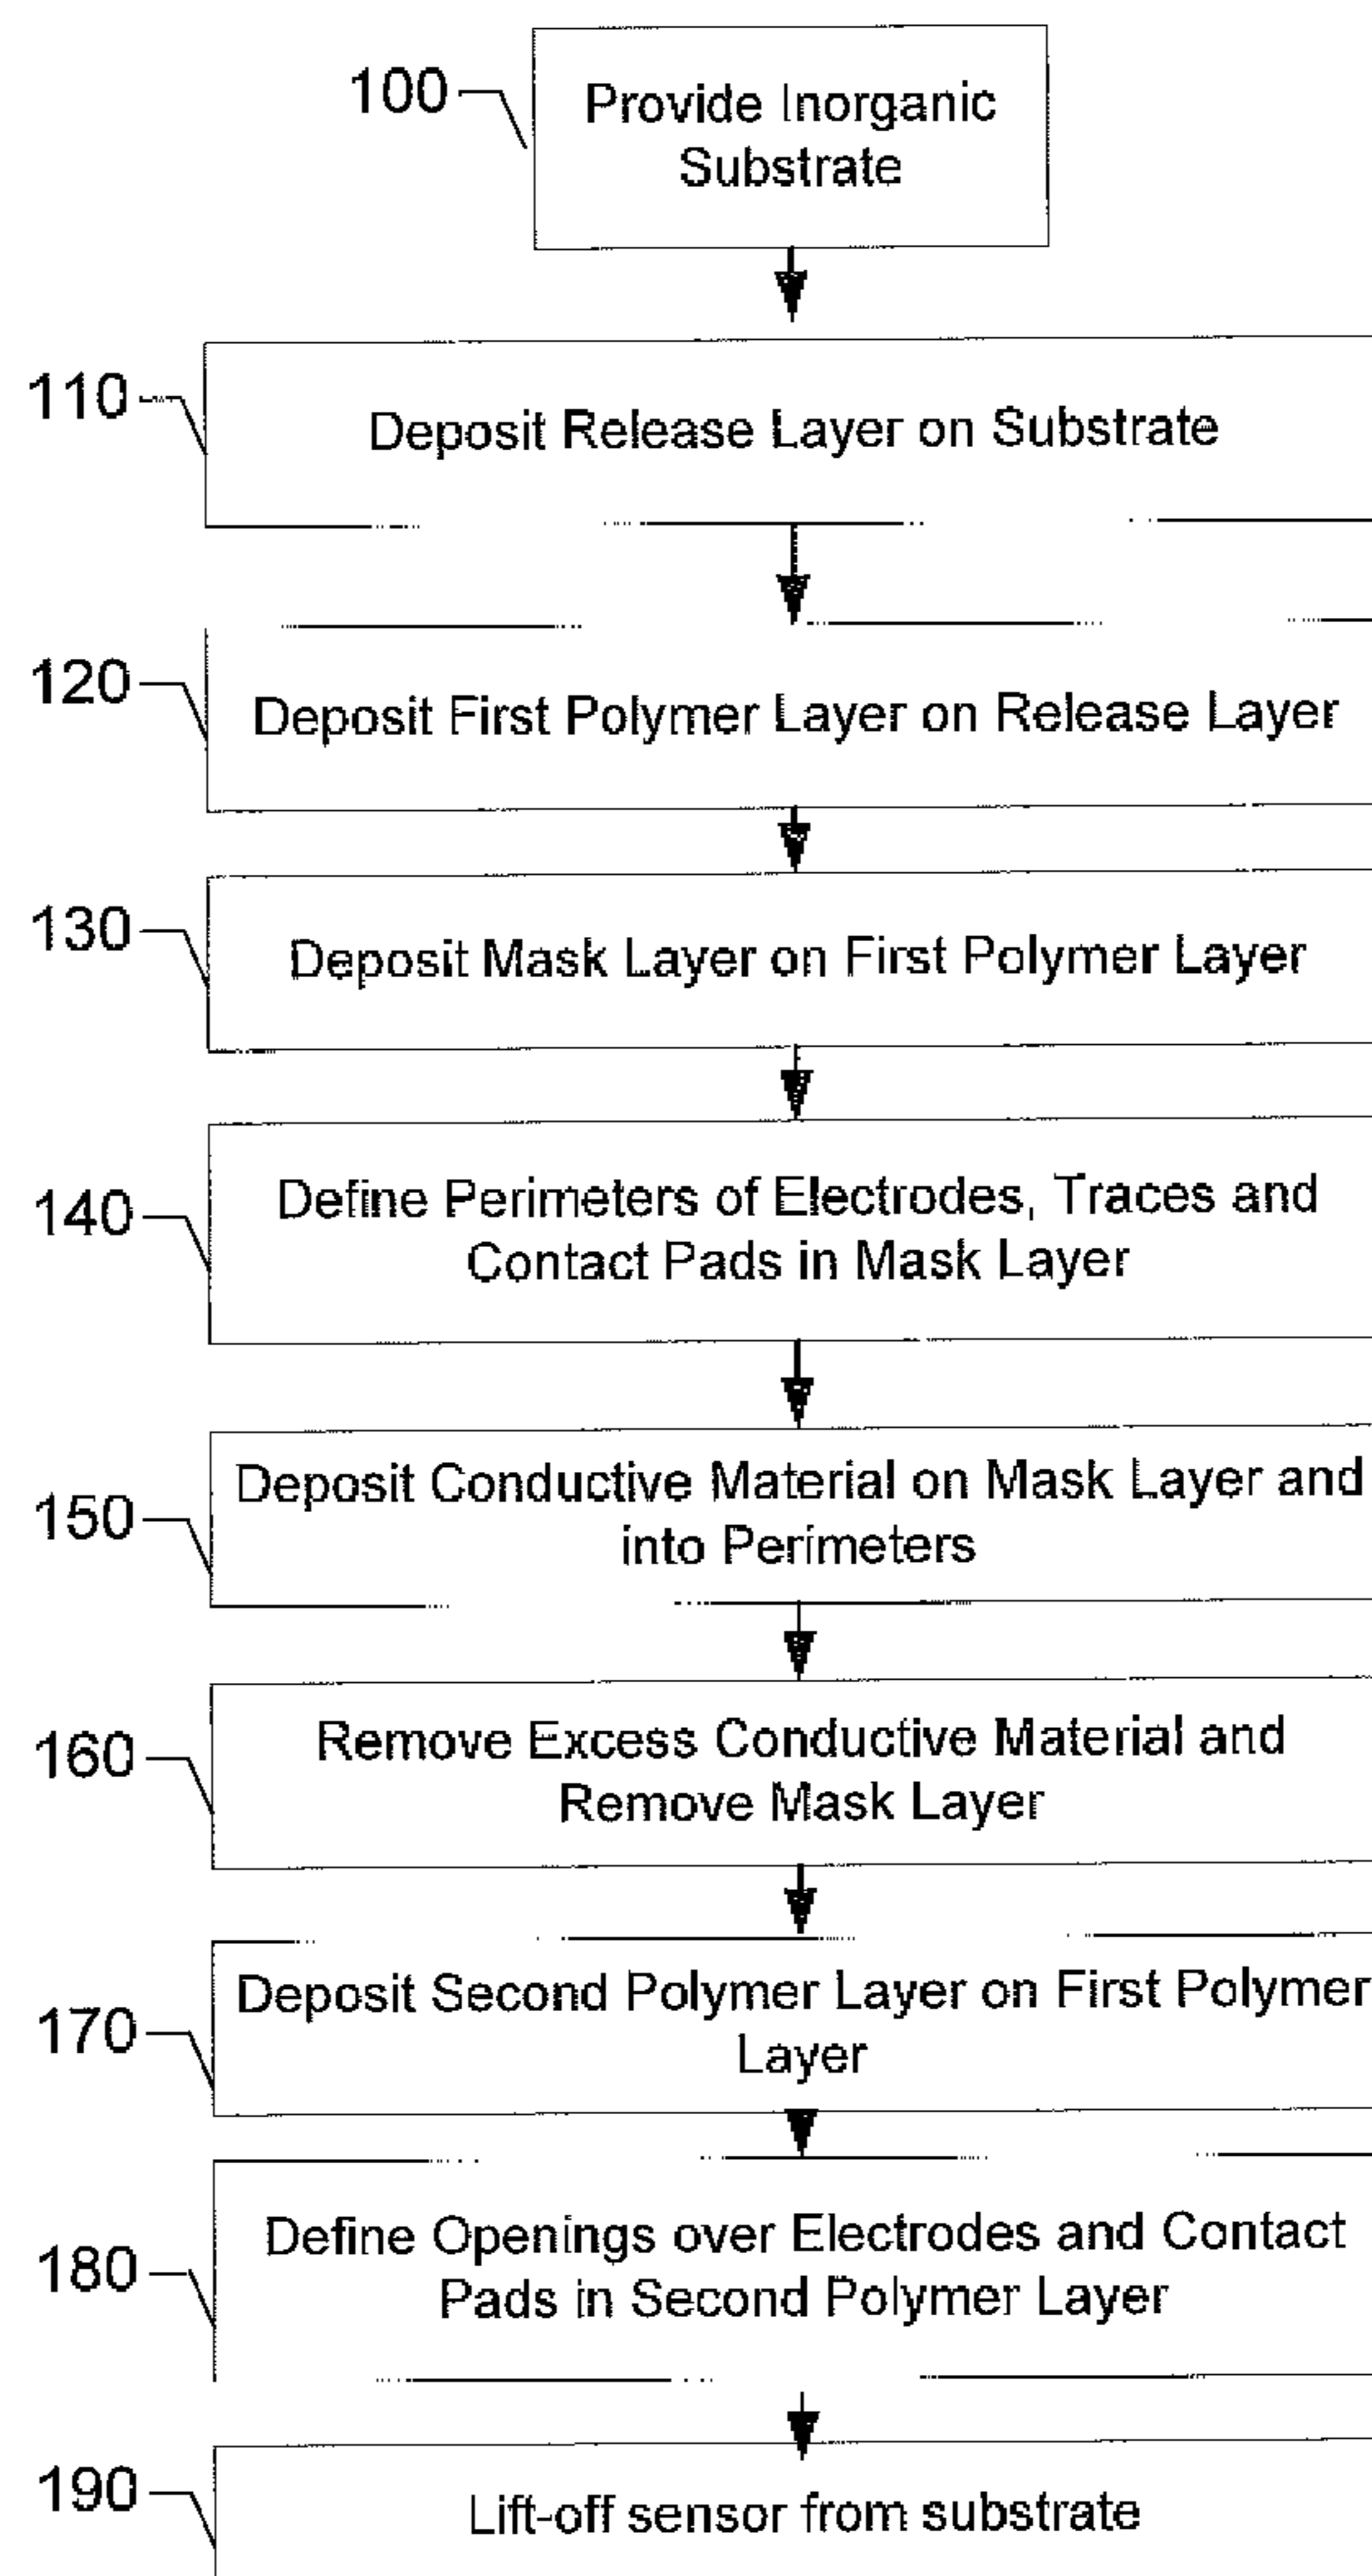 100
Provide Inorganic
Substrate
110
Deposit Release Layer on Substrate
120
Deposit First Polymer Layer on Release Layer
130
Deposit Mask Layer on First Polymer Layer
140
Define Perimeters of Electrodes, Traces and
Contact Pads in Mask Layer
150
Deposit Conductive Material on Mask Layer and
into Perimeters
160
Remove Excess Conductive Material and
Remove Mask Layer
170
Deposit Second Polymer Layer on First Polymer
Layer
180
Define Openings over Electrodes and Contact
Pads in Second Polymer Layer
190
Lift-off sensor from substrate